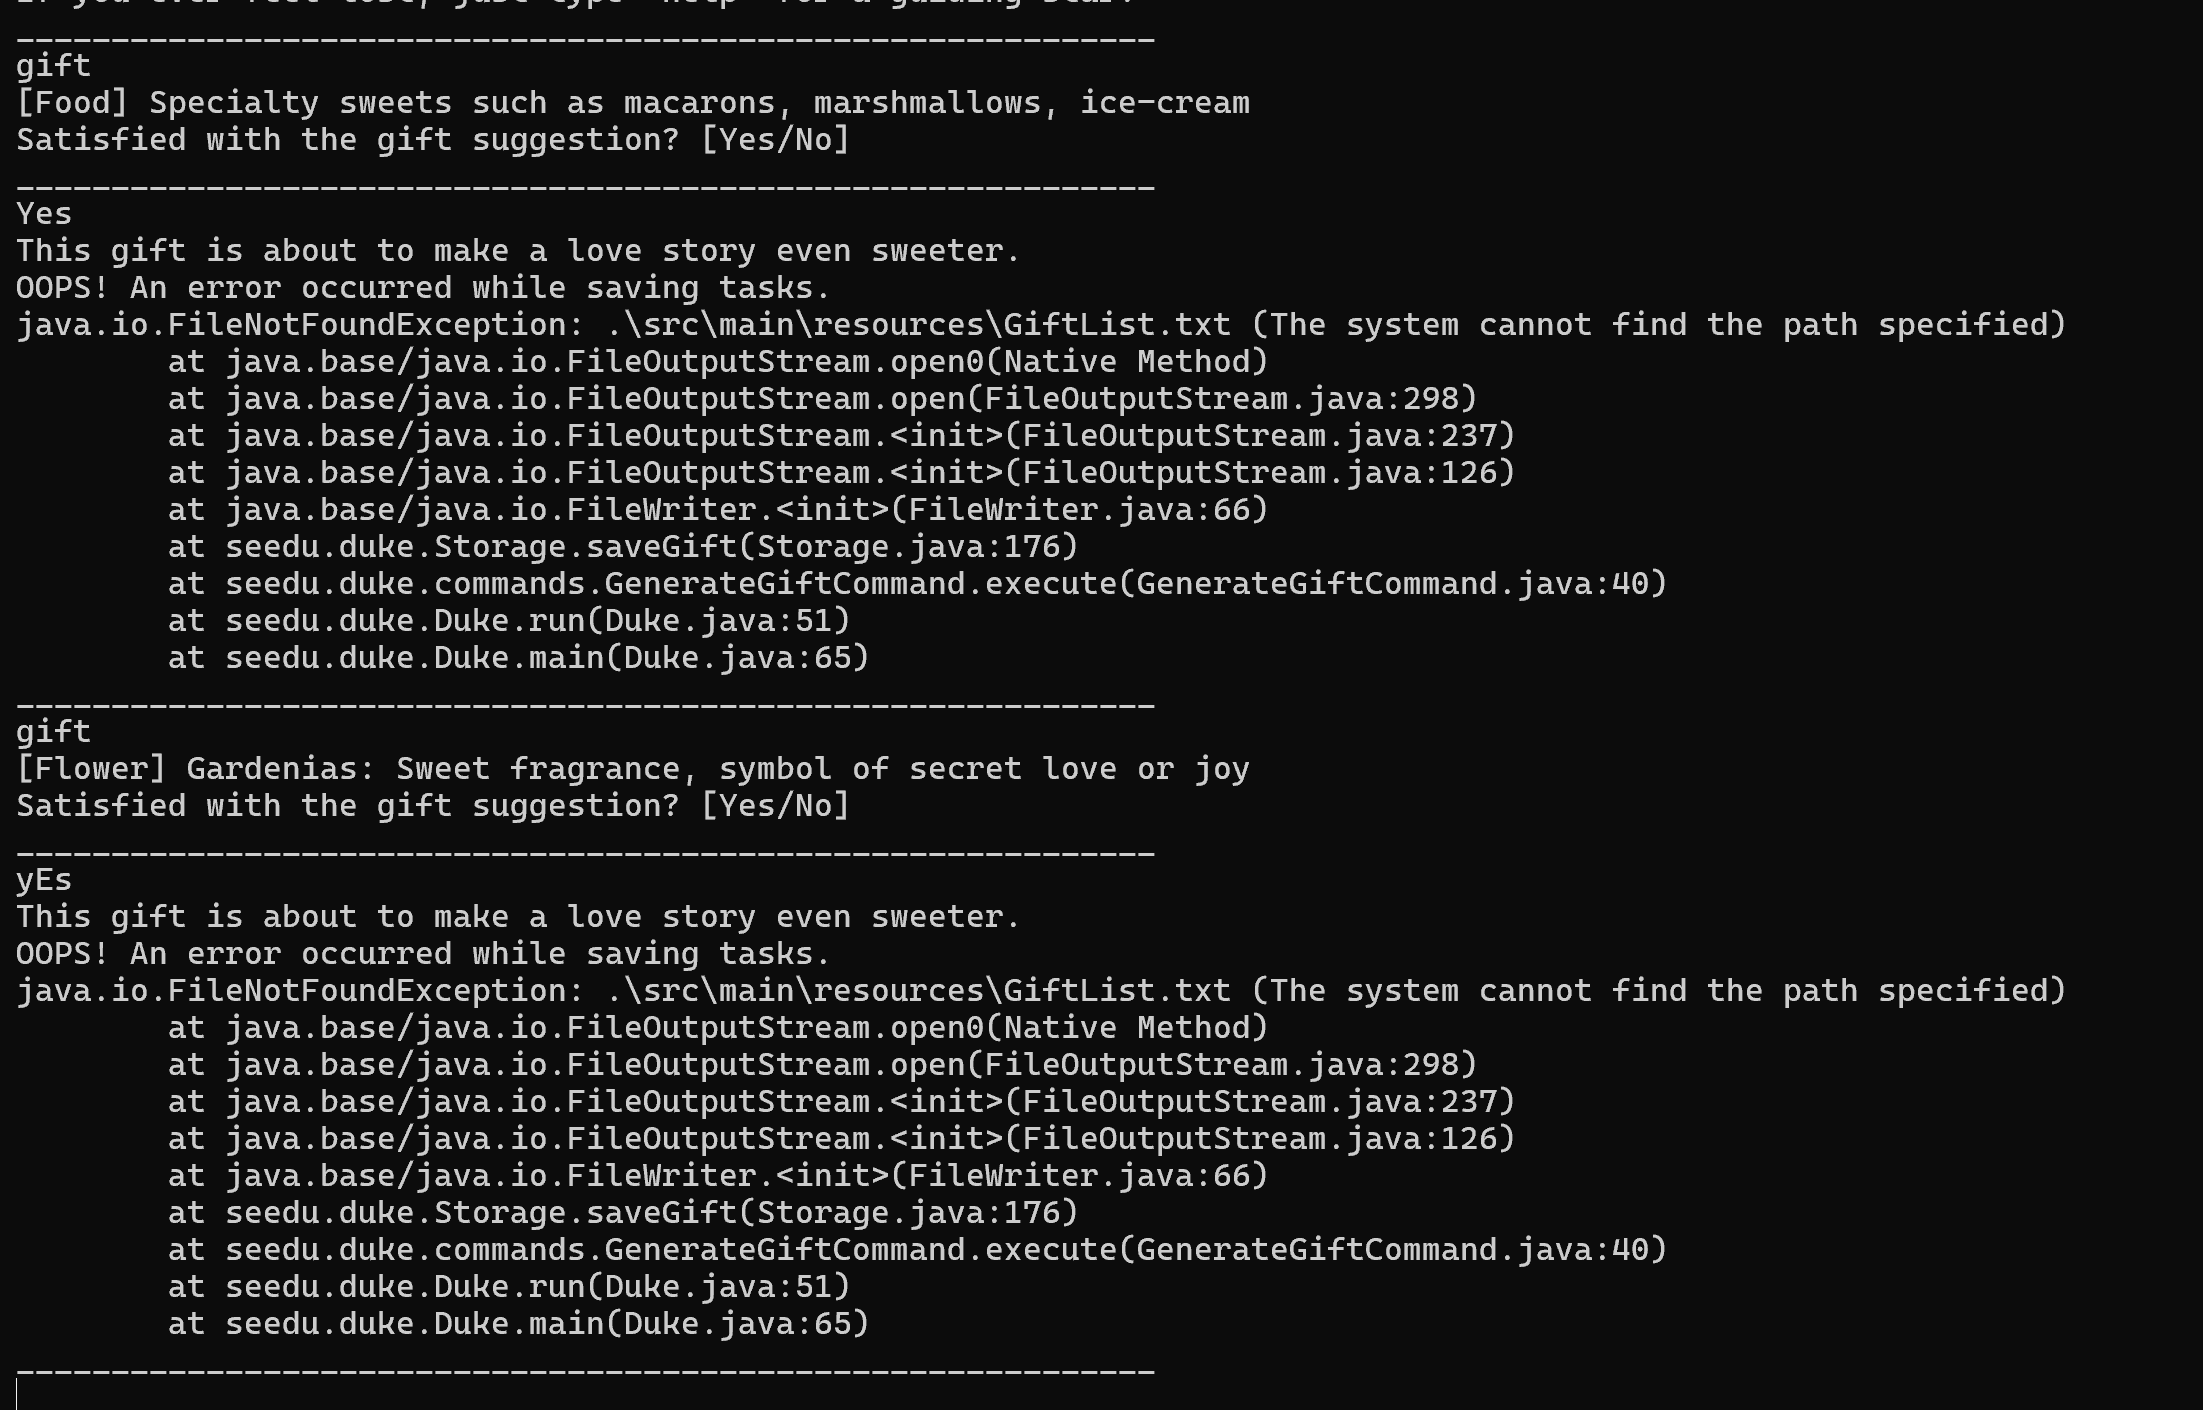 ____________________________________________________________
gift
[Food] Specialty sweets such as macarons, marshmallows, ice-cream
Satisfied with the gift suggestion? [Yes/No]
____________________________________________________________
Yes
This gift is about to make a love story even sweeter.
OOPS! An error occurred while saving tasks.
java.io.FileNotFoundException: .\src\main\resources\GiftList.txt (The system cannot find the path specified)
        at java.base/java.io.FileOutputStream.open0(Native Method)
        at java.base/java.io.FileOutputStream.open(FileOutputStream.java:298)
        at java.base/java.io.FileOutputStream.<init>(FileOutputStream.java:237)
        at java.base/java.io.FileOutputStream.<init>(FileOutputStream.java:126)
        at java.base/java.io.FileWriter.<init>(FileWriter.java:66)
        at seedu.duke.Storage.saveGift(Storage.java:176)
        at seedu.duke.commands.GenerateGiftCommand.execute(GenerateGiftCommand.java:40)
        at seedu.duke.Duke.run(Duke.java:51)
        at seedu.duke.Duke.main(Duke.java:65)
____________________________________________________________
gift
[Flower] Gardenias: Sweet fragrance, symbol of secret love or joy
Satisfied with the gift suggestion? [Yes/No]
____________________________________________________________
yEs
This gift is about to make a love story even sweeter.
OOPS! An error occurred while saving tasks.
java.io.FileNotFoundException: .\src\main\resources\GiftList.txt (The system cannot find the path specified)
        at java.base/java.io.FileOutputStream.open0(Native Method)
        at java.base/java.io.FileOutputStream.open(FileOutputStream.java:298)
        at java.base/java.io.FileOutputStream.<init>(FileOutputStream.java:237)
        at java.base/java.io.FileOutputStream.<init>(FileOutputStream.java:126)
        at java.base/java.io.FileWriter.<init>(FileWriter.java:66)
        at seedu.duke.Storage.saveGift(Storage.java:176)
        at seedu.duke.commands.GenerateGiftCommand.execute(GenerateGiftCommand.java:40)
        at seedu.duke.Duke.run(Duke.java:51)
        at seedu.duke.Duke.main(Duke.java:65)
____________________________________________________________